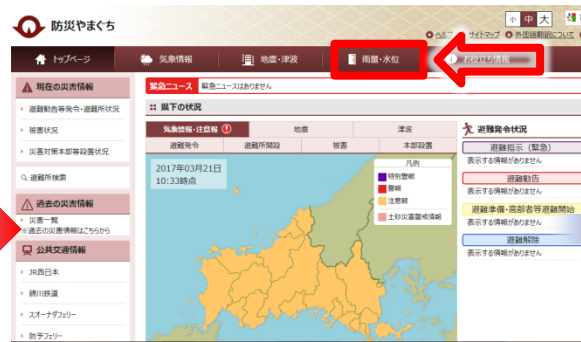 防災やまぐち
小 中 大
サイトマップ 外国語翻訳について
トップページ 気象情報 地震・津波 雨量・水位 お役立ち情報
現在の災害情報
避難勧告等発令・避難所状況
被害状況
災害対策本部等設置状況
避難所検索
過去の災害情報
災害一覧
※過去の災害情報はこちらから
公共交通情報
JR西日本
錦川鉄道
スオーナダフェリー
防予フェリー
緊急ニュース 緊急ニュースはありません
県下の状況
気象警報・注意報 地震 津波
避難発令 避難所開設 被害 本部設置
2017年03月21日
10:33時点
凡例
特別警報
警報
注意報
土砂災害警戒情報
避難発令状況
避難指示（緊急）
表示する情報がありません
避難勧告
表示する情報がありません
避難準備・高齢者等避難開始
表示する情報がありません
避難解除
表示する情報がありません